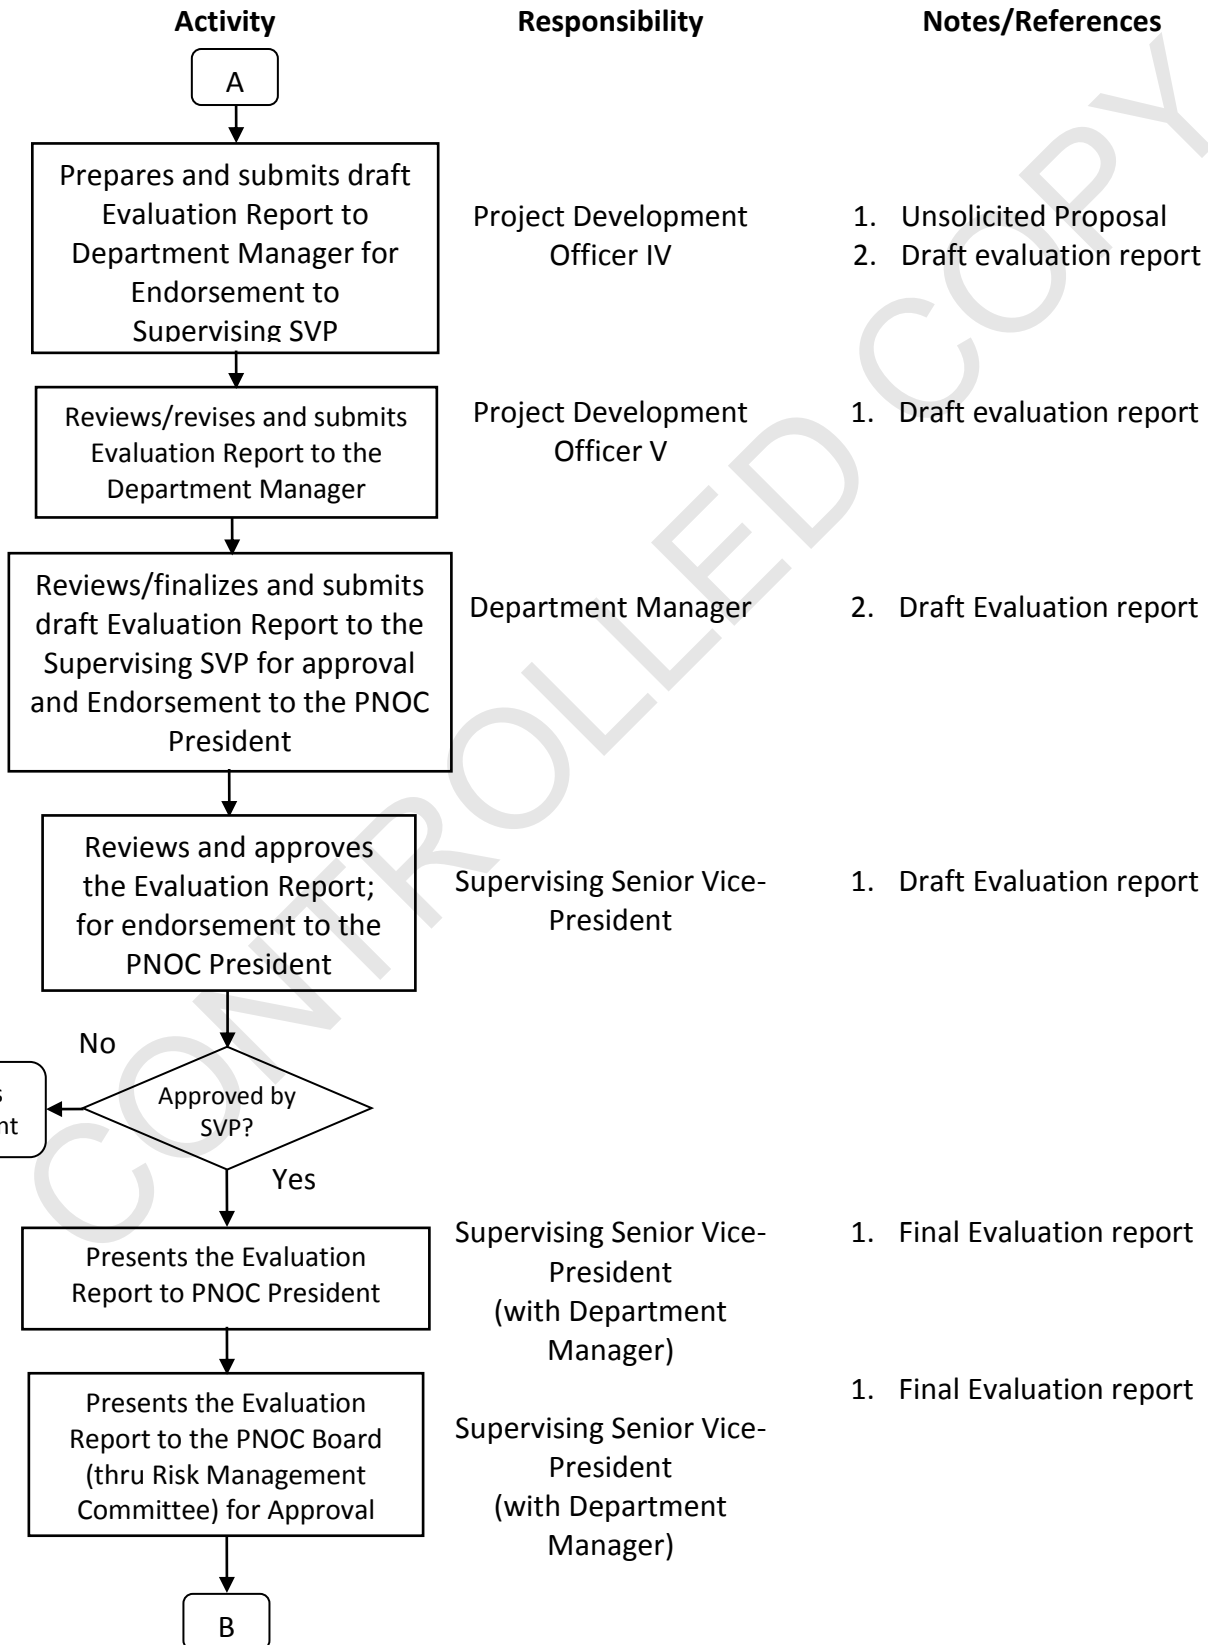 Activity
Responsibility
Notes/References
A
Prepares and submits draft
Evaluation Report to
Department Manager for
Endorsement to
Supervising SVP
Project Development
Officer IV
1. Unsolicited Proposal
2. Draft evaluation report
Reviews/revises and submits
Evaluation Report to the
Department Manager
Project Development
Officer V
1. Draft evaluation report
Reviews/finalizes and submits
draft Evaluation Report to the
Supervising SVP for approval
and Endorsement to the PNOC
President
Department Manager
2. Draft Evaluation report
Reviews and approves
the Evaluation Report;
for endorsement to the
PNOC President
Supervising Senior Vice-
President
1. Draft Evaluation report
No
Approved by
SVP?
Yes
Presents the Evaluation
Report to PNOC President
Supervising Senior Vice-
President
(with Department
Manager)
1. Final Evaluation report
Presents the Evaluation
Report to the PNOC Board
(thru Risk Management
Committee) for Approval
Supervising Senior Vice-
President
(with Department
Manager)
1. Final Evaluation report
B
CONTROLLED COPY